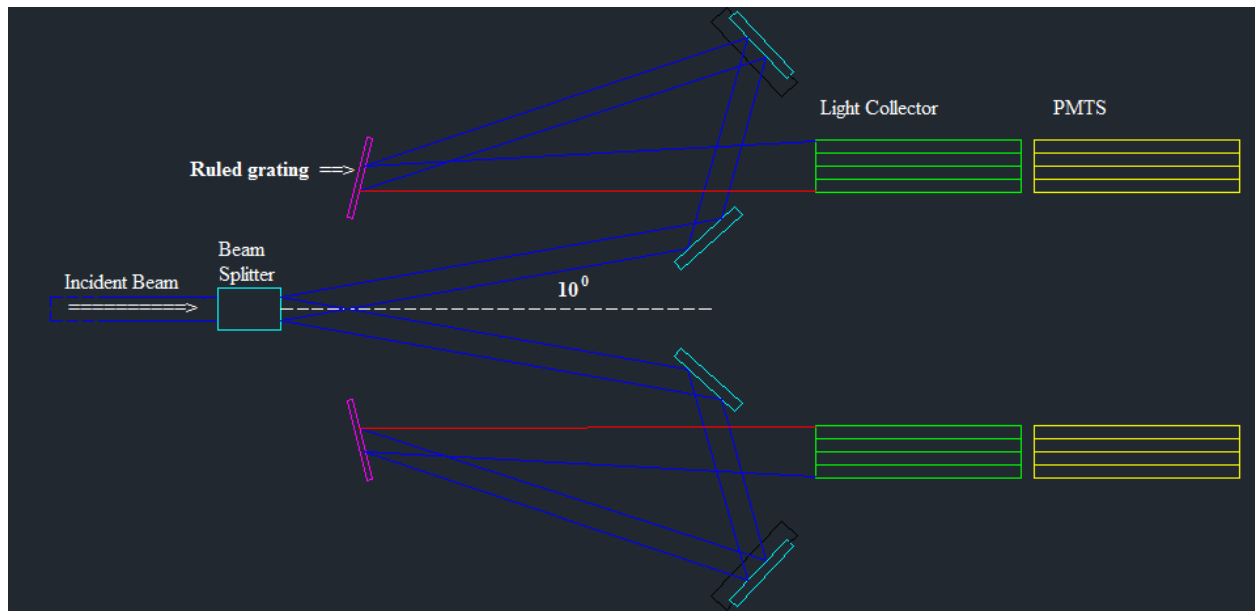 Light Collector
PMTS
Ruled grating ==>
Beam
Splitter
Incident Beam
==========>
10⁰